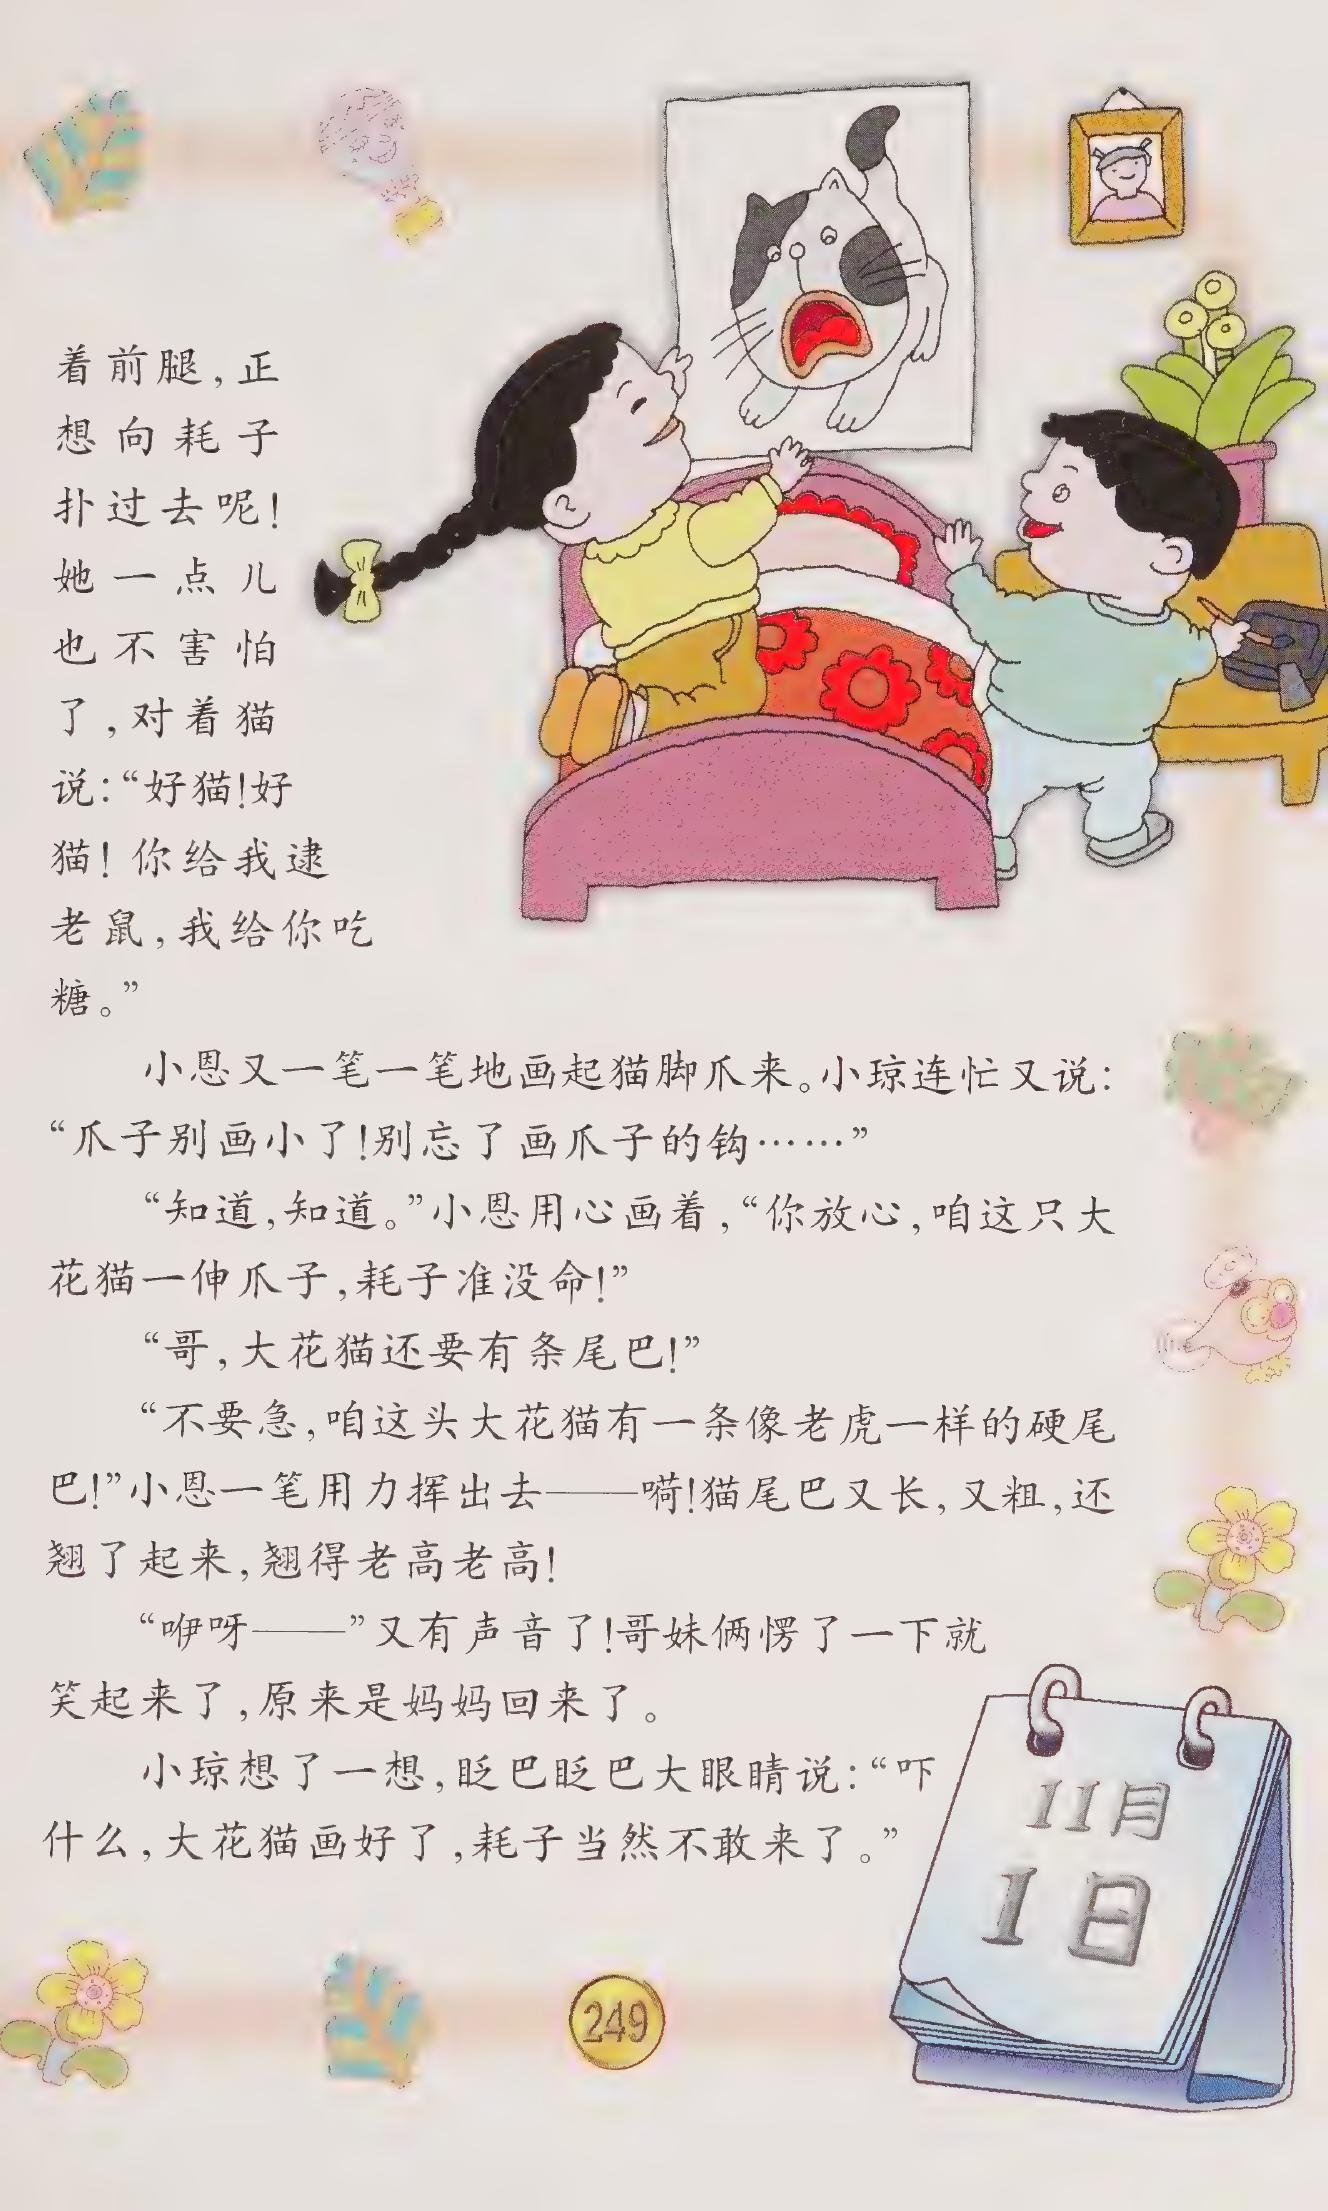 着前腿,正
想向耗子
扑过去呢!
她一点儿
也不害怕
了,对着猫
说:“好猫!好
猫!你给我逮
老鼠,我给你吃
糖。”
小恩又一笔一笔地画起猫脚爪来。小琼连忙又说:
“爪子别画小了!别忘了画爪子的钩……”
“知道,知道。”小恩用心画着,“你放心,咱这只大
花猫一伸爪子,耗子准没命!”
“哥,大花猫还要有条尾巴!”
“不要急,咱这头大花猫有一条像老虎一样的硬尾
巴!”小恩一笔用力挥出去——嗬!猫尾巴又长,又粗,还
翘了起来,翘得老高老高!
“咿呀——”又有声音了!哥妹俩愣了一下就
笑起来了,原来是妈妈回来了。
小琼想了一想,眨巴眨巴大眼睛说:“吓
什么,大花猫画好了,耗子当然不敢来了。”
11月
1日
249